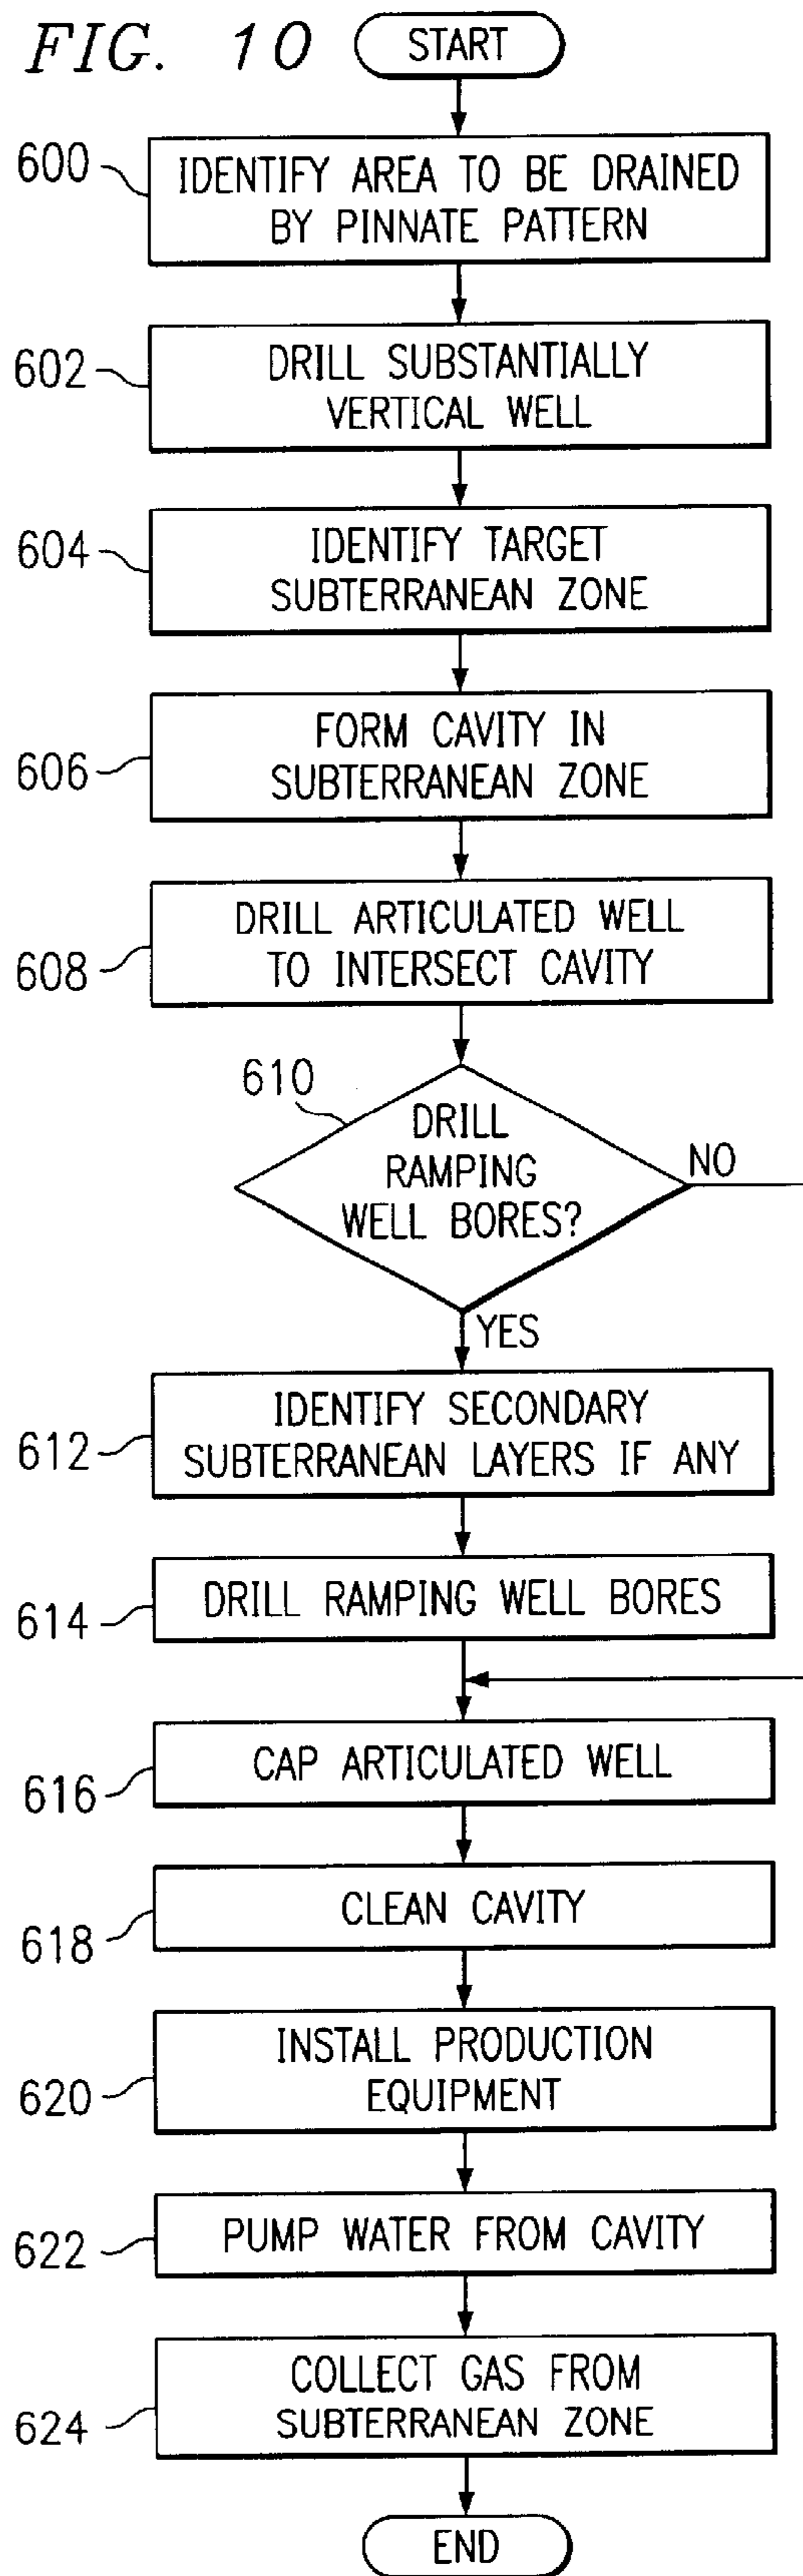 FIG. 10
START
600
IDENTIFY AREA TO BE DRAINED
BY PINNATE PATTERN
602
DRILL SUBSTANTIALLY
VERTICAL WELL
604
IDENTIFY TARGET
SUBTERRANEAN ZONE
606
FORM CAVITY IN
SUBTERRANEAN ZONE
608
DRILL ARTICULATED WELL
TO INTERSECT CAVITY
610
DRILL
RAMPING
WELL BORES?
NO
YES
612
IDENTIFY SECONDARY
SUBTERRANEAN LAYERS IF ANY
614
DRILL RAMPING WELL BORES
616
CAP ARTICULATED WELL
618
CLEAN CAVITY
620
INSTALL PRODUCTION
EQUIPMENT
622
PUMP WATER FROM CAVITY
624
COLLECT GAS FROM
SUBTERRANEAN ZONE
END